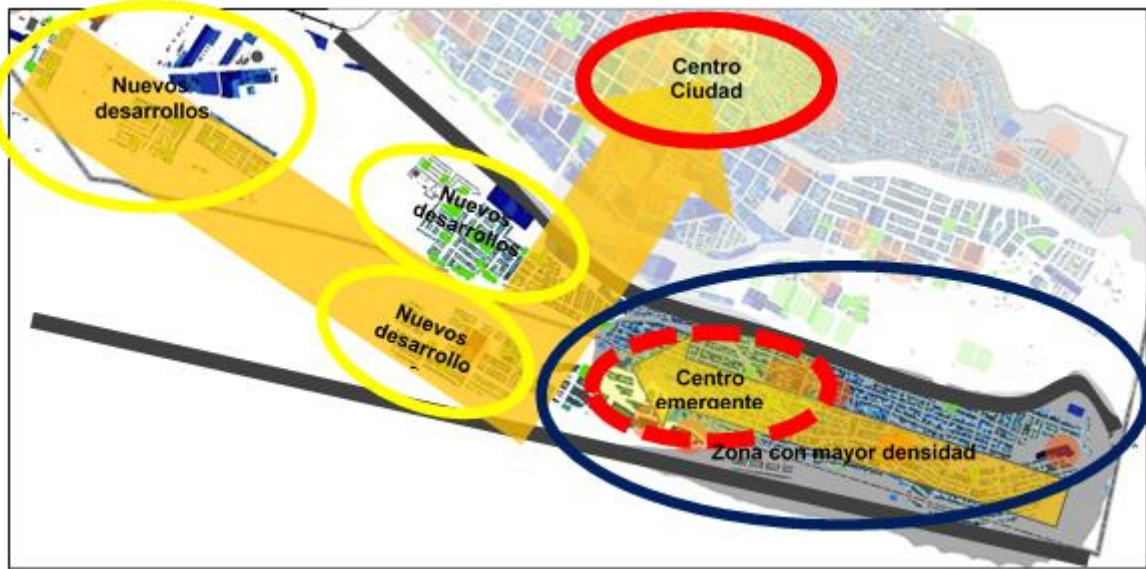 Nuevos
desarrollos
Centro
Ciudad
Nuevos
desarrollos
Nuevos
desarrollo
Centro
emergente
Zona con mayor densidad